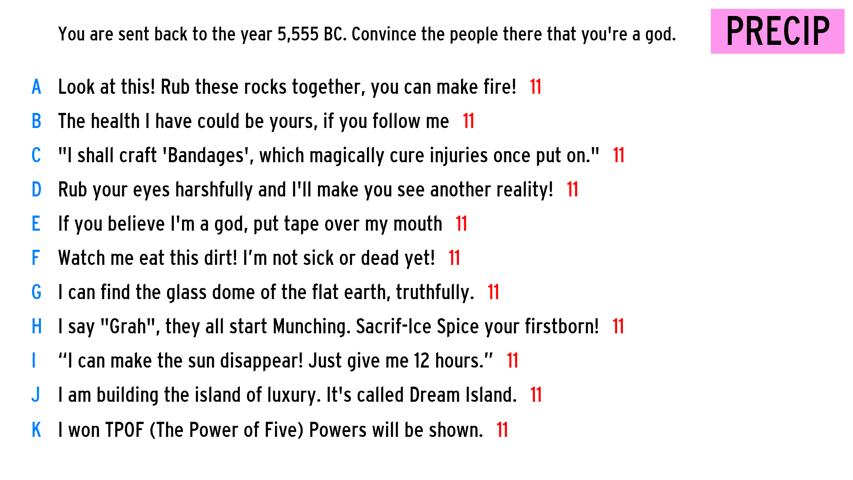 You are sent back to the year 5,555 BC. Convince the people there that you're a god.
PRECIP
A Look at this! Rub these rocks together, you can make fire! 11
B The health I have could be yours, if you follow me 11
C "I shall craft 'Bandages', which magically cure injuries once put on." 11
D Rub your eyes harshfully and I'll make you see another reality! 11
E If you believe I'm a god, put tape over my mouth 11
F Watch me eat this dirt! I’m not sick or dead yet! 11
G I can find the glass dome of the flat earth, truthfully. 11
H I say "Grah", they all start Munching. Sacrif-Ice Spice your firstborn! 11
I “I can make the sun disappear! Just give me 12 hours.” 11
J I am building the island of luxury. It's called Dream Island. 11
K I won TPOF (The Power of Five) Powers will be shown. 11